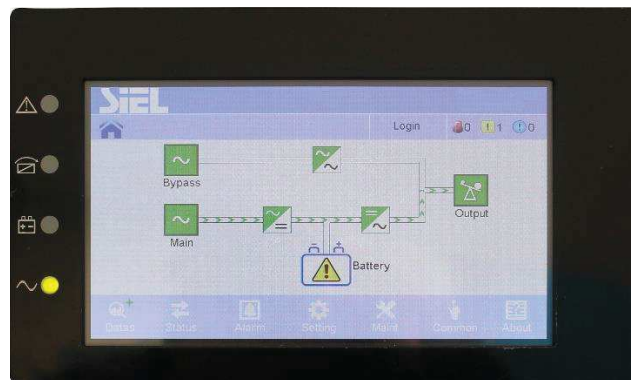 SIEL
Login 0 1 0
Bypass
Main
Output
Battery
Datas Status Alarm Setting Maint Common About